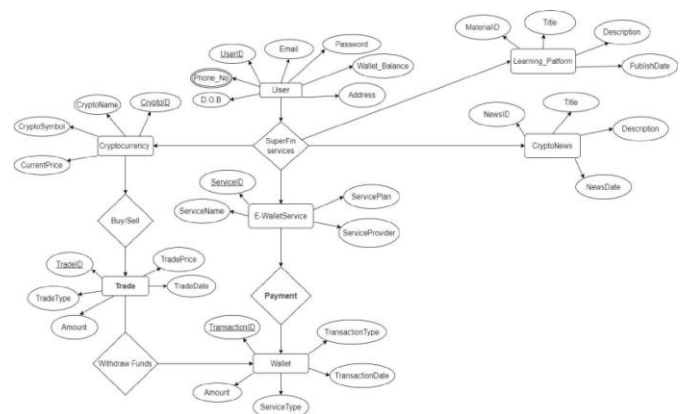 MaterialID
Title
Description
Learning_Patform
PublishDate
UserID
Email
Password
Phone_No
Wallet_Balance
User
D.O.B
Address
CryptoName
CryptoID
CryptoSymbol
Cryptocurrency
CurrentPrice
SuperFin
services
NewsID
Title
Description
CryptoNews
NewsDate
ServiceID
ServicePlan
ServiceName
E-WalletService
ServiceProvider
Buy/Sell
TradeID
TradePrice
Trade
TradeType
TradeDate
Amount
Payment
TransactionID
TransactionType
Withdraw Funds
Wallet
TransactionDate
Amount
ServiceType